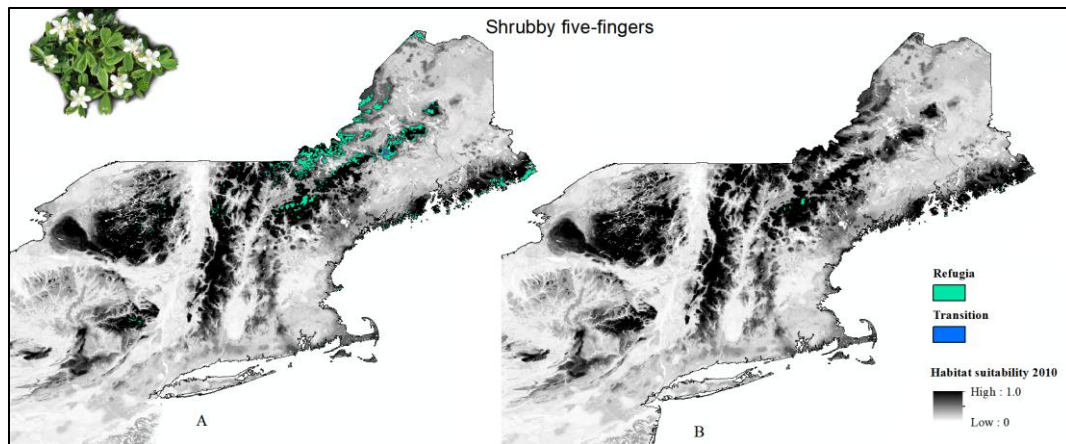 Shrubby five-fingers
Refugia
Transition
Habitat suitability 2010
High : 1.0
Low : 0
A
B